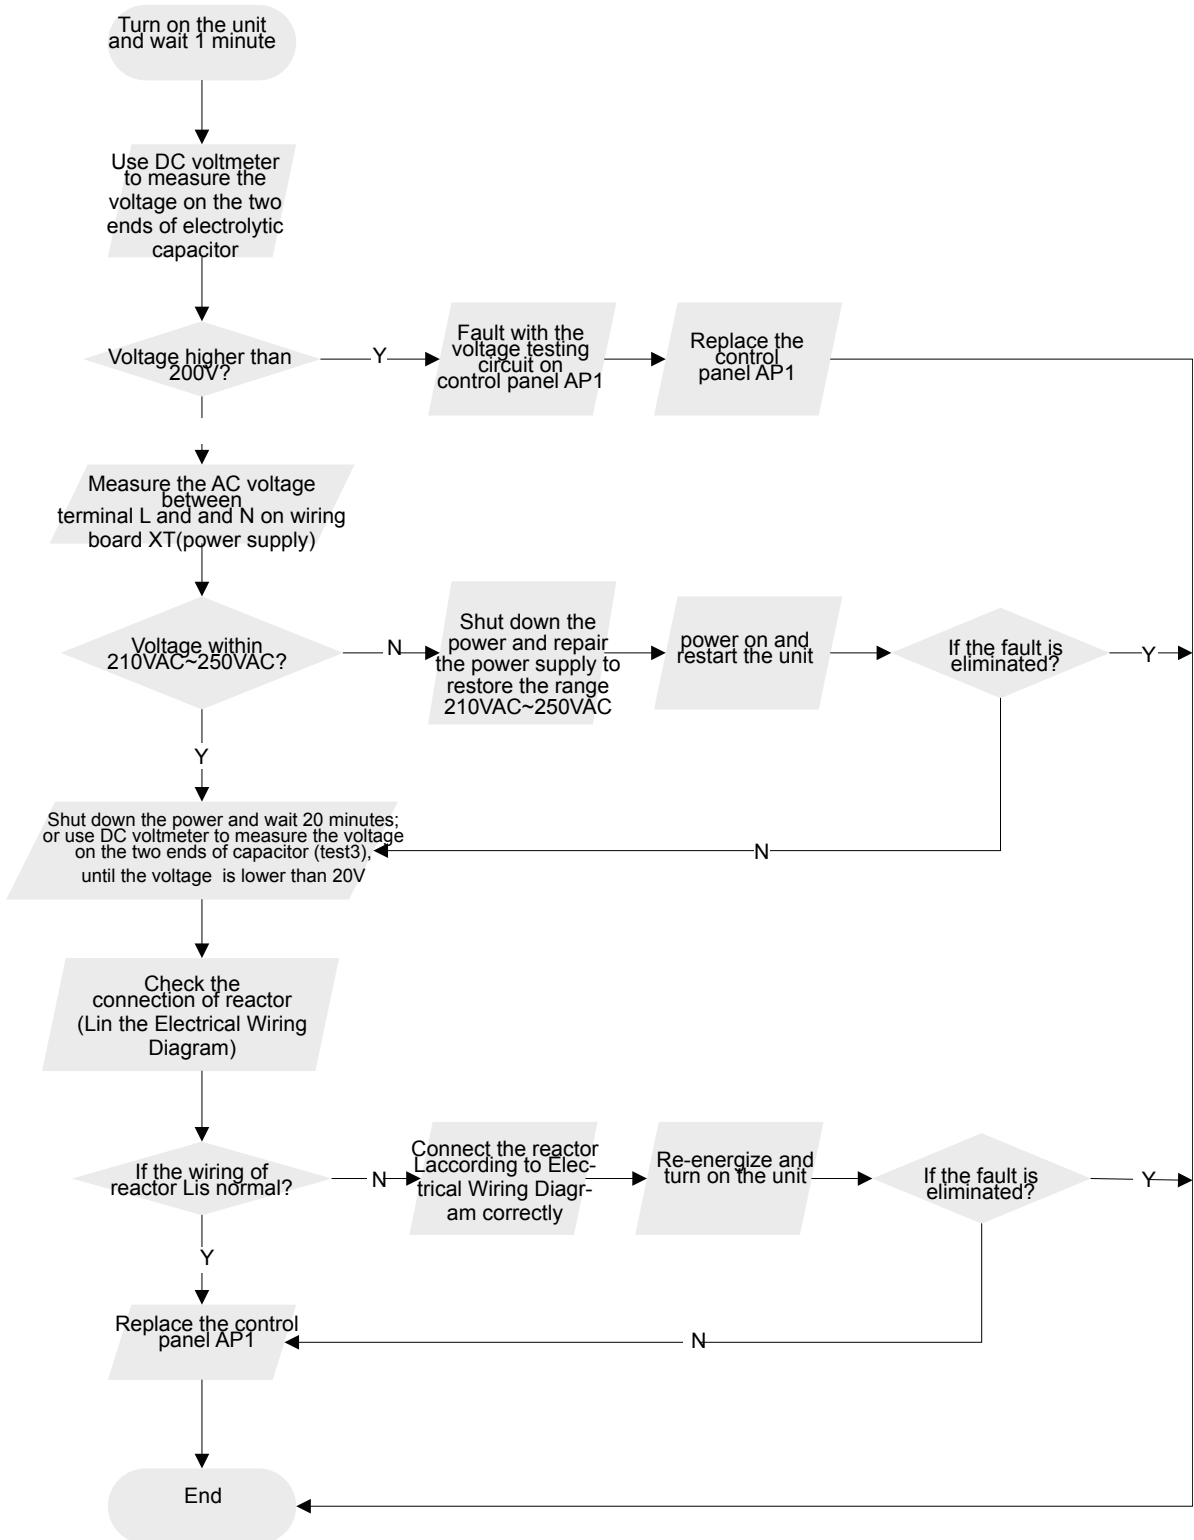 Turn on the unit
and wait 1 minute
Use DC voltmeter
to measure the
voltage on the two
ends of electrolytic
capacitor
Voltage higher than
200V?
Y
Fault with the
voltage testing
circuit on
control panel AP1
Replace the
control
panel AP1
Measure the AC voltage
between
terminal L and and N on wiring
board XT(power supply)
Voltage within
210VAC~250VAC?
N
Shut down the
power and repair
the power supply to
restore the range
210VAC~250VAC
power on and
restart the unit
If the fault is
eliminated?
Y
Y
Shut down the power and wait 20 minutes;
or use DC voltmeter to measure the voltage
on the two ends of capacitor (test3),
until the voltage is lower than 20V
N
Check the
connection of reactor
(Lin the Electrical Wiring
Diagram)
If the wiring of
reactor Lis normal?
N
Connect the reactor
Laccording to Elec-
trical Wiring Diagr-
am correctly
Re-energize and
turn on the unit
If the fault is
eliminated?
Y
Y
Replace the control
panel AP1
N
End